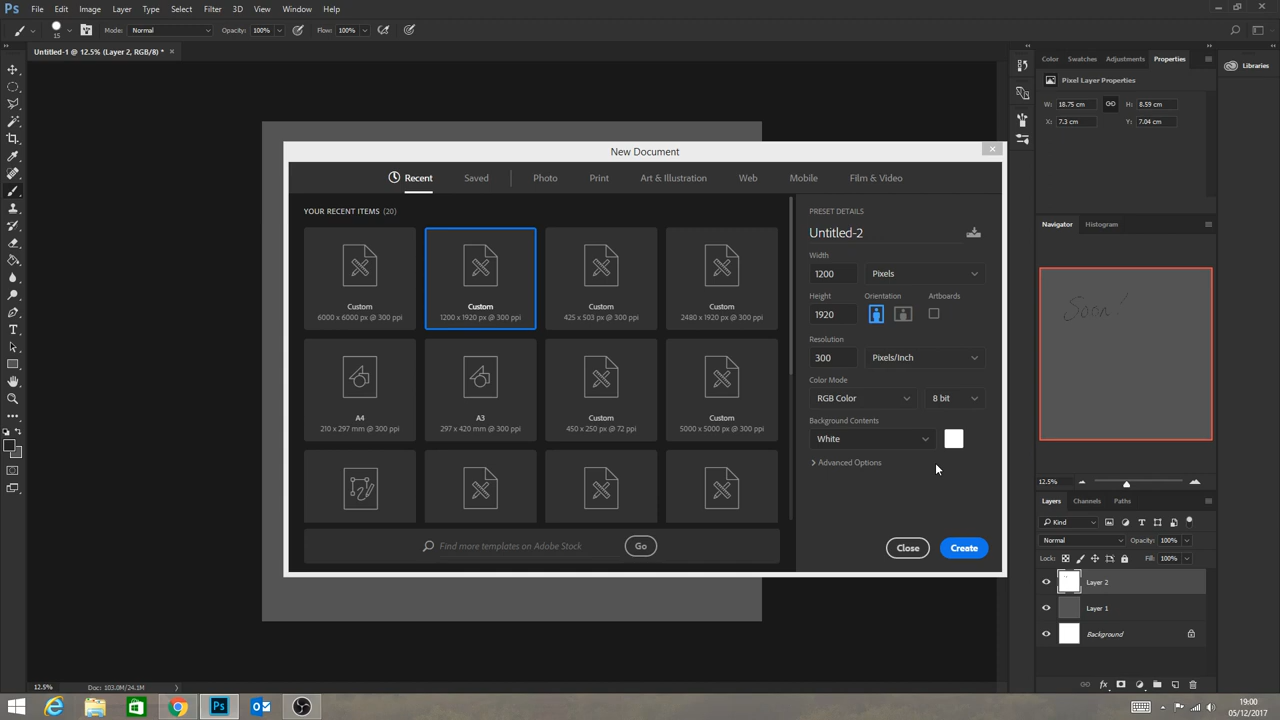 Ps File Edit Image Layer Type Select Filter 3D View Window Help
15 Mode: Normal Opacity: 100% Flow: 100%
Untitled-1 @ 12.5% (Layer 2, RGB/8) *
New Document
Recent Saved Photo Print Art & Illustration Web Mobile Film & Video
YOUR RECENT ITEMS (20)
Custom
6000 x 6000 px @ 300 ppi
Custom
1200 x 1920 px @ 300 ppi
Custom
425 x 503 px @ 300 ppi
Custom
2480 x 1920 px @ 300 ppi
A4
210 x 297 mm @ 300 ppi
A3
297 x 420 mm @ 300 ppi
Custom
450 x 250 px @ 72 ppi
Custom
5000 x 5000 px @ 300 ppi
Find more templates on Adobe Stock Go
PRESET DETAILS
Untitled-2
Width
1200 Pixels
Height Orientation Artboards
1920
Resolution
300 Pixels/Inch
Color Mode
RGB Color 8 bit
Background Contents
White
Advanced Options
Close Create
Color Swatches Adjustments Properties
Pixel Layer Properties
W: 18.75 cm H: 8.59 cm
X: 7.3 cm Y: 7.04 cm
Libraries
Navigator Histogram
Soon!
12.5%
Layers Channels Paths
Kind
Normal Opacity: 100%
Lock: Fill: 100%
Layer 2
Layer 1
Background
12.5% Doc: 103.0M/24.1M
Ps
19:00
05/12/2017